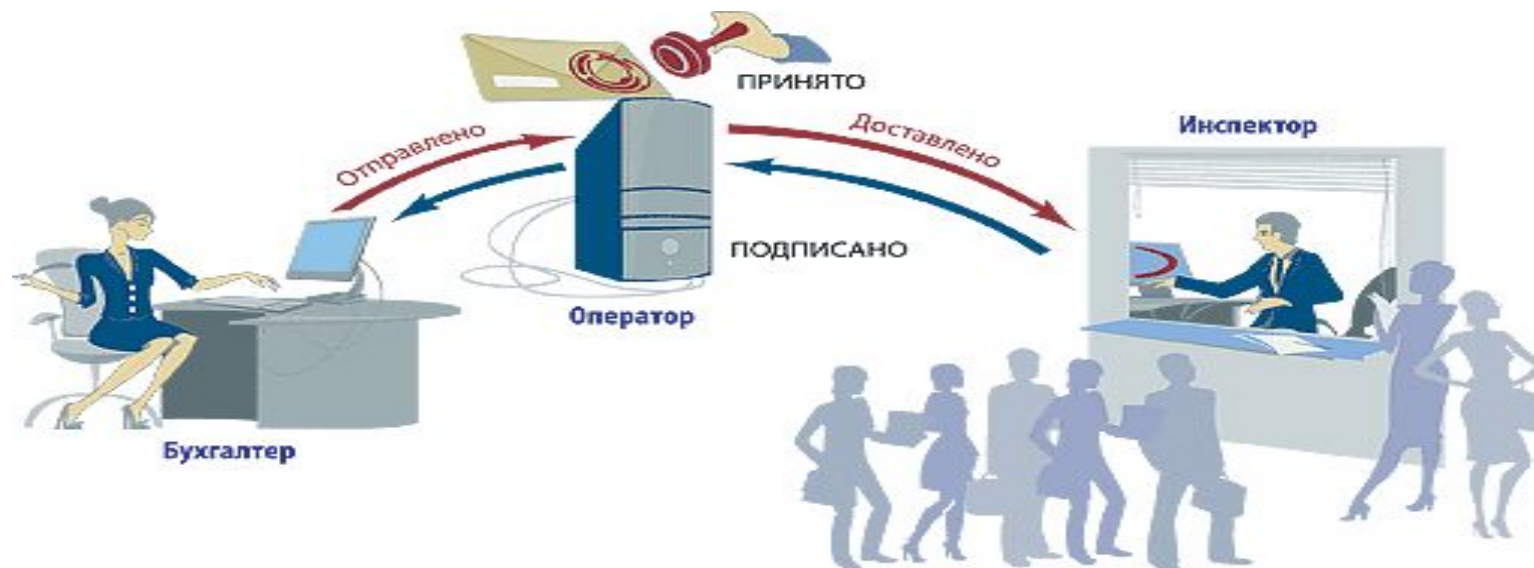 ПРИНЯТО
Отправлено
Доставлено
Инспектор
ПОДПИСАНО
Оператор
Бухгалтер